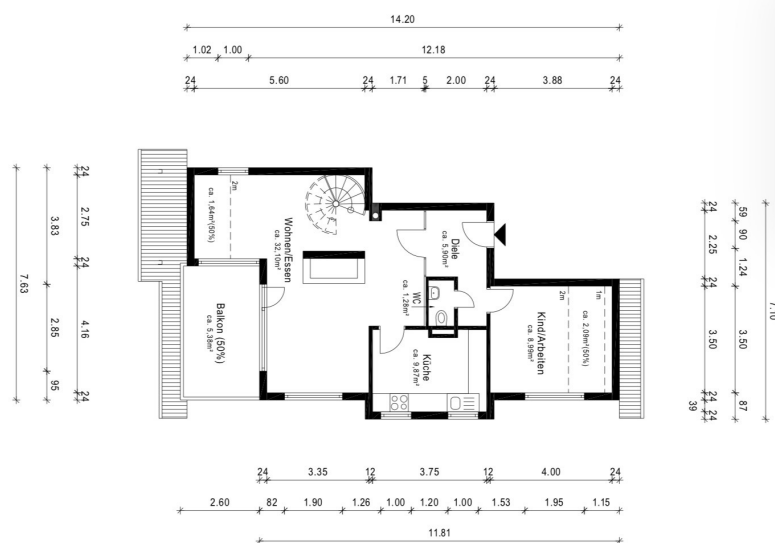 14.20
1.02 1.00 12.18
24 5.60 24 1.71 5 2.00 24 3.88 24
7.63
3.83 2.85 95
24 2.75 24 4.16 24
2m
ca. 1,64m²(50%)
Wohnen/Essen
ca. 32,10m²
Balkon (50%)
ca. 5,38m²
Diele
ca. 5,90m²
WC
ca. 1,28m²
Küche
ca. 9,87m²
Kind/Arbeiten
ca. 8,99m²
2m
1m
ca. 2,09m²(50%)
24 2.25 24 3.50 24 39 24
59 90 1.24 3.50 87
7.10
24 3.35 12 3.75 12 4.00 24
2.60 82 1.90 1.26 1.00 1.20 1.00 1.53 1.95 1.15
11.81